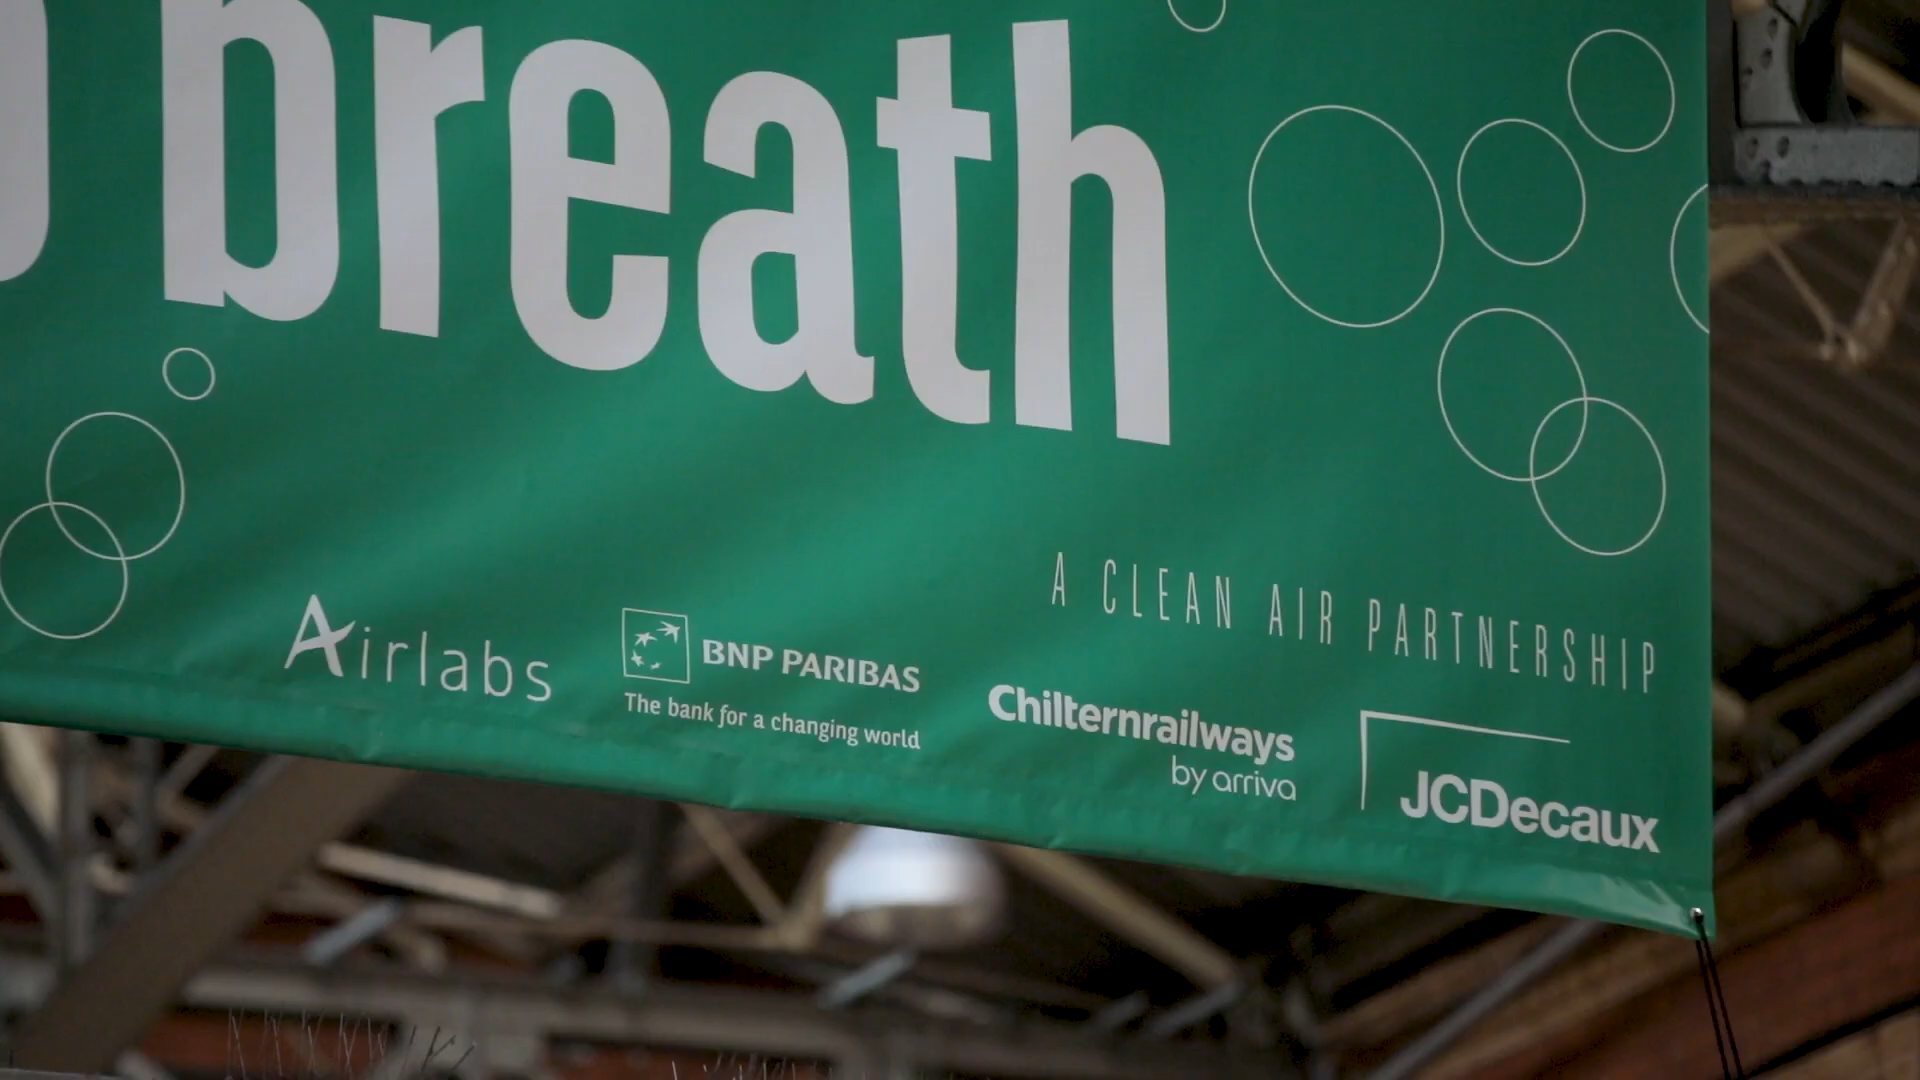 breath
A CLEAN AIR PARTNERSHIP
Airlabs
BNP PARIBAS
The bank for a changing world
Chilternrailways
by arriva
JCDecaux